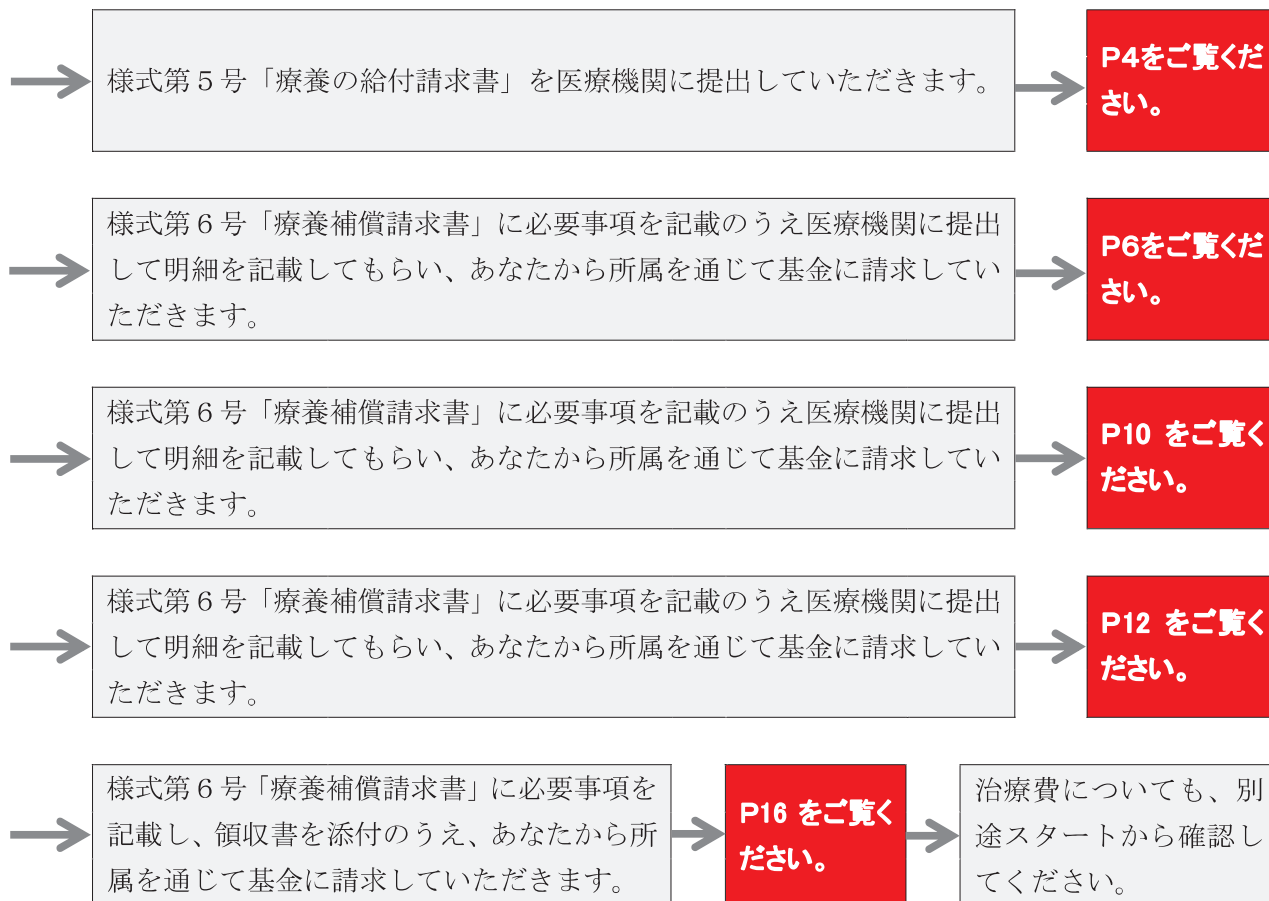 様式第５号「療養の給付請求書」を医療機関に提出していただきます。
P4をご覧くだ
さい。
様式第６号「療養補償請求書」に必要事項を記載のうえ医療機関に提出
して明細を記載してもらい、あなたから所属を通じて基金に請求してい
ただきます。
P6をご覧くだ
さい。
様式第６号「療養補償請求書」に必要事項を記載のうえ医療機関に提出
して明細を記載してもらい、あなたから所属を通じて基金に請求してい
ただきます。
P10 をご覧く
ださい。
様式第６号「療養補償請求書」に必要事項を記載のうえ医療機関に提出
して明細を記載してもらい、あなたから所属を通じて基金に請求してい
ただきます。
P12 をご覧く
ださい。
様式第６号「療養補償請求書」に必要事項を
記載し、領収書を添付のうえ、あなたから所
属を通じて基金に請求していただきます。
P16 をご覧く
ださい。
治療費についても、別
途スタートから確認し
てください。